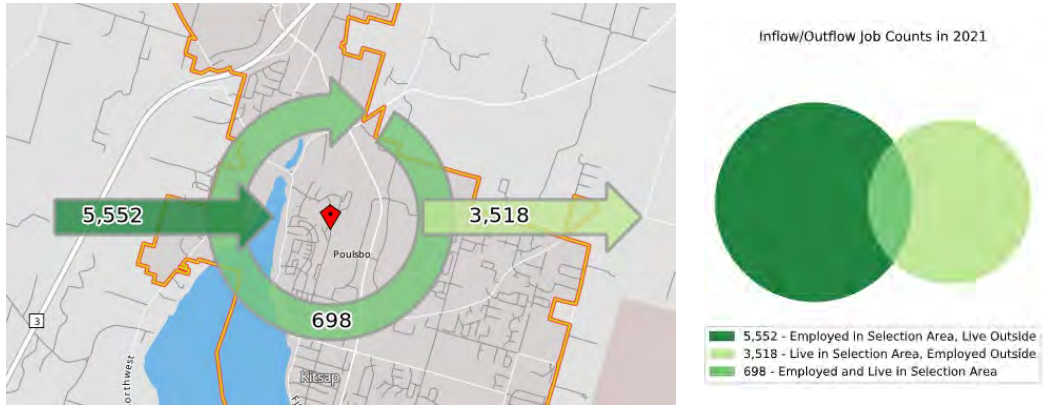 5,552
3,518
Poulsbo
698
3
Kitsap
orthwest
Inflow/Outflow Job Counts in 2021
5,552 - Employed in Selection Area, Live Outside
3,518 - Live in Selection Area, Employed Outside
698 - Employed and Live in Selection Area